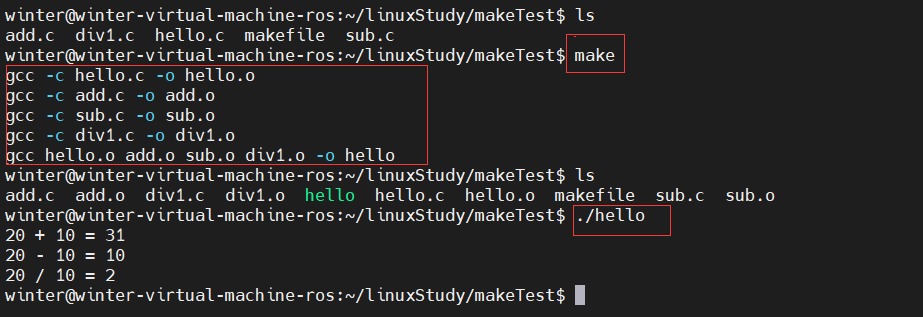 winter@winter-virtual-machine-ros:~/linuxStudy/makeTest$ ls
add.c  div1.c  hello.c  makefile  sub.c
winter@winter-virtual-machine-ros:~/linuxStudy/makeTest$ make
gcc -c hello.c -o hello.o
gcc -c add.c -o add.o
gcc -c sub.c -o sub.o
gcc -c div1.c -o div1.o
gcc hello.o add.o sub.o div1.o -o hello
winter@winter-virtual-machine-ros:~/linuxStudy/makeTest$ ls
add.c  add.o  div1.c  div1.o  hello  hello.c  hello.o  makefile  sub.c  sub.o
winter@winter-virtual-machine-ros:~/linuxStudy/makeTest$ ./hello
20 + 10 = 31
20 - 10 = 10
20 / 10 = 2
winter@winter-virtual-machine-ros:~/linuxStudy/makeTest$